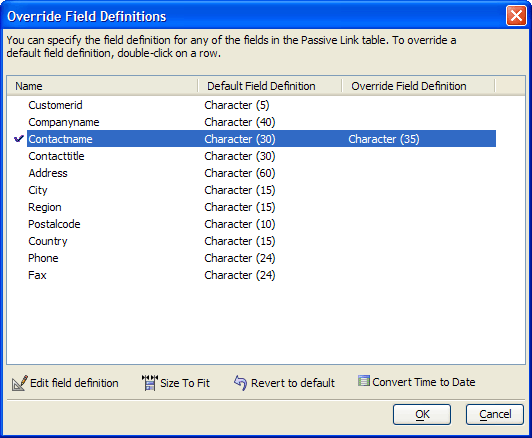 Override Field Definitions
You can specify the field definition for any of the fields in the Passive Link table. To override a
default field definition, double-click on a row.
Name Default Field Definition Override Field Definition
Customerid Character (5)
Companyname Character (40)
Contactname Character (30) Character (35)
Contacttitle Character (30)
Address Character (60)
City Character (15)
Region Character (15)
Postalcode Character (10)
Country Character (15)
Phone Character (24)
Fax Character (24)
Edit field definition Size To Fit Revert to default Convert Time to Date
OK Cancel